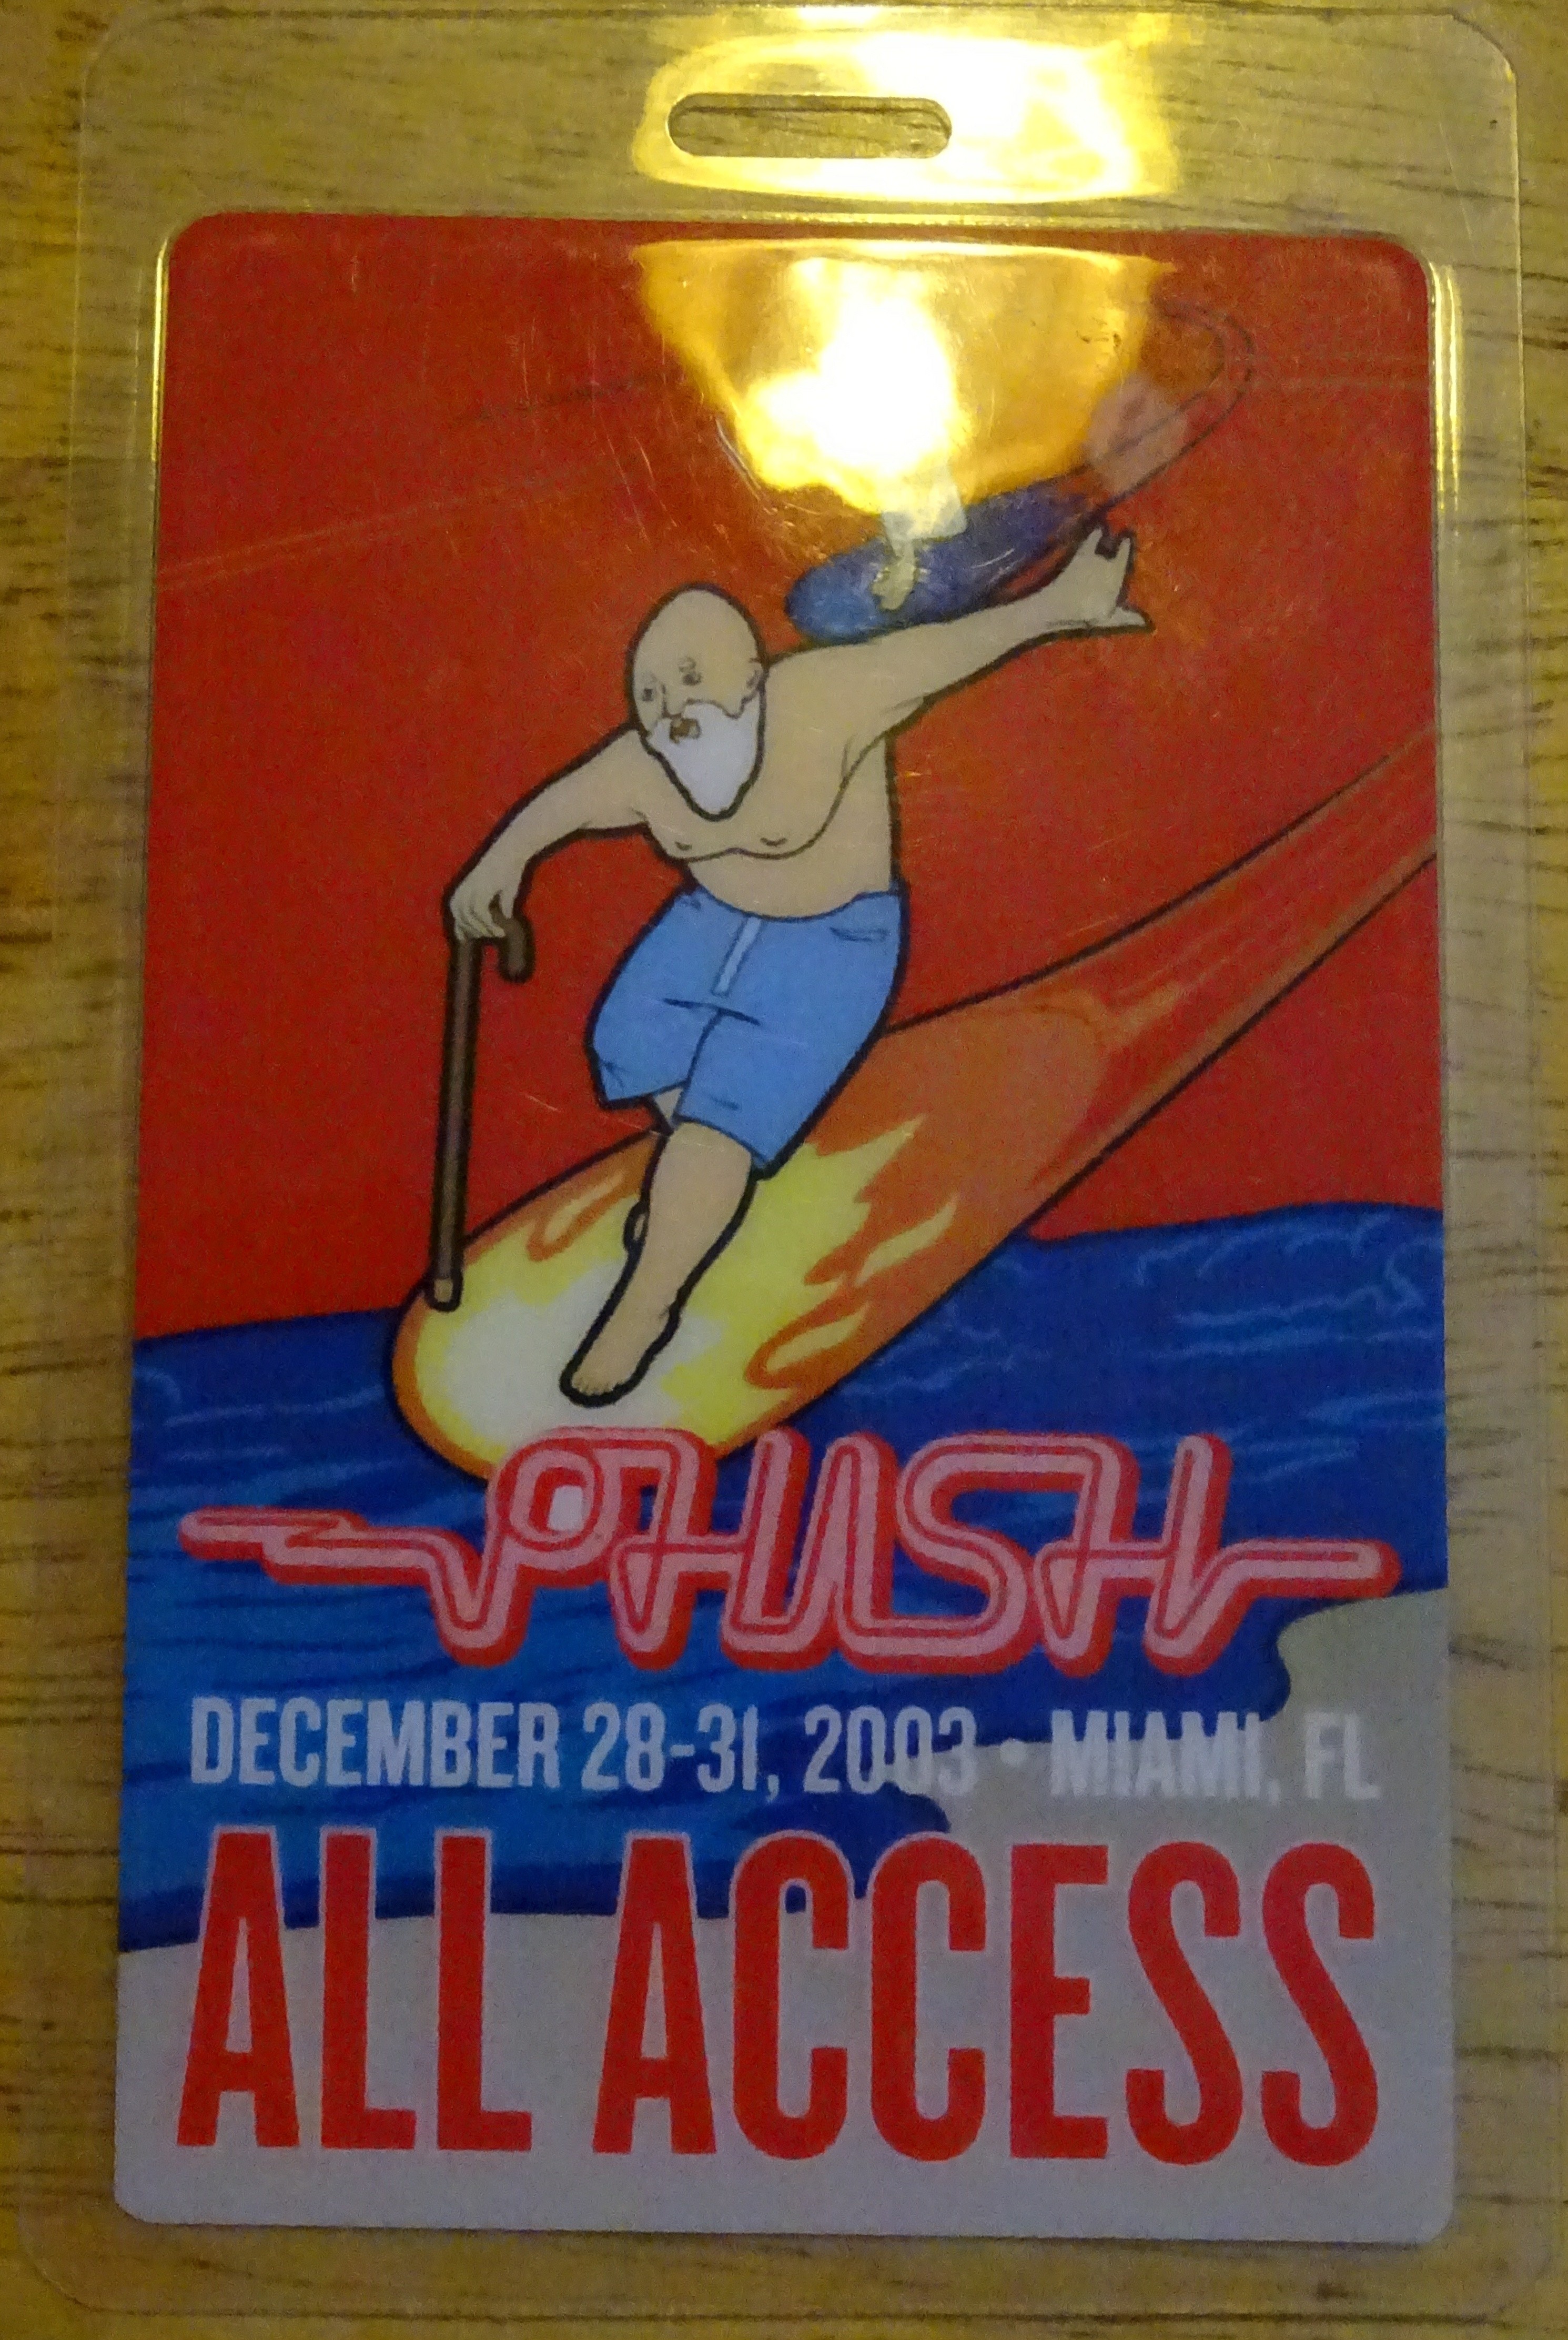 PHISH
DECEMBER 28-31, 2003 • MIAMI, FL
ALL ACCESS